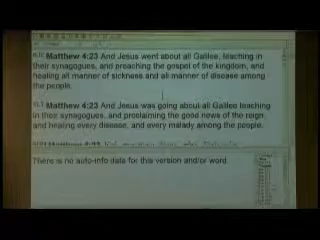 Matthew 4:23 And Jesus went about all Galilee, teaching in
their synagogues, and preaching the gospel of the kingdom, and
healing all manner of sickness and all manner of disease among
the people.
Matthew 4:23 And Jesus was going about all Galilee teaching
in their synagogues, and proclaiming the good news of the reign,
and healing every disease, and every malady among the people.
There is no auto-info data for this version and/or word.